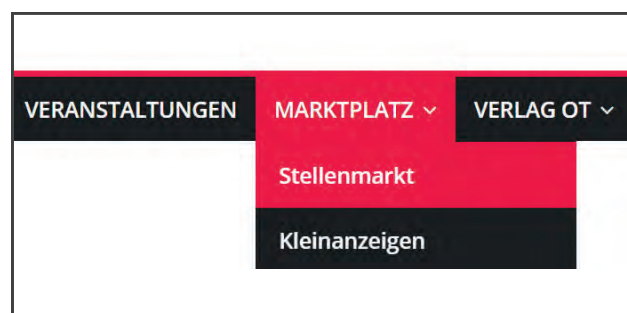 VERANSTALTUNGEN MARKTPLATZ VERLAG OT
Stellenmarkt
Kleinanzeigen